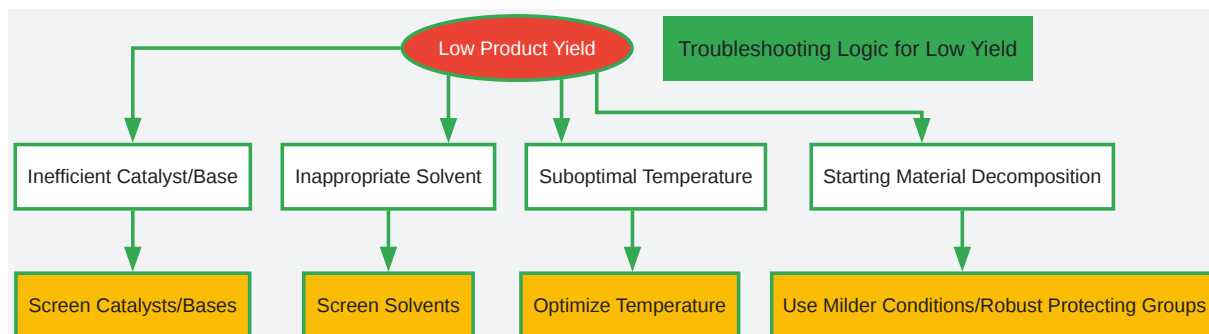 Low Product Yield
Troubleshooting Logic for Low Yield
Inefficient Catalyst/Base
Inappropriate Solvent
Suboptimal Temperature
Starting Material Decomposition
Screen Catalysts/Bases
Screen Solvents
Optimize Temperature
Use Milder Conditions/Robust Protecting Groups